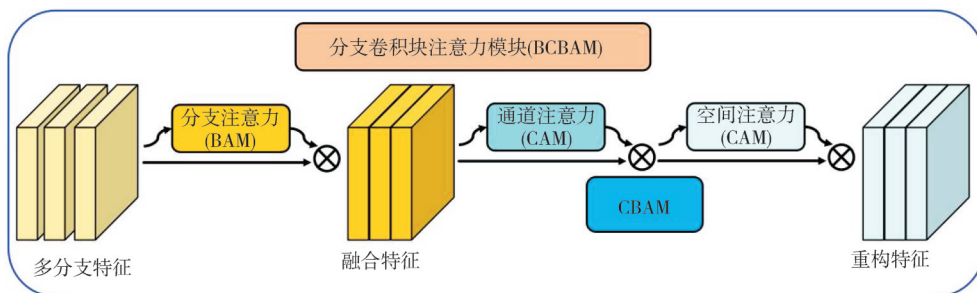 分支卷积块注意力模块(BCBAM)
分支注意力
(BAM)
通道注意力
(CAM)
空间注意力
(CAM)
CBAM
多分支特征
融合特征
重构特征